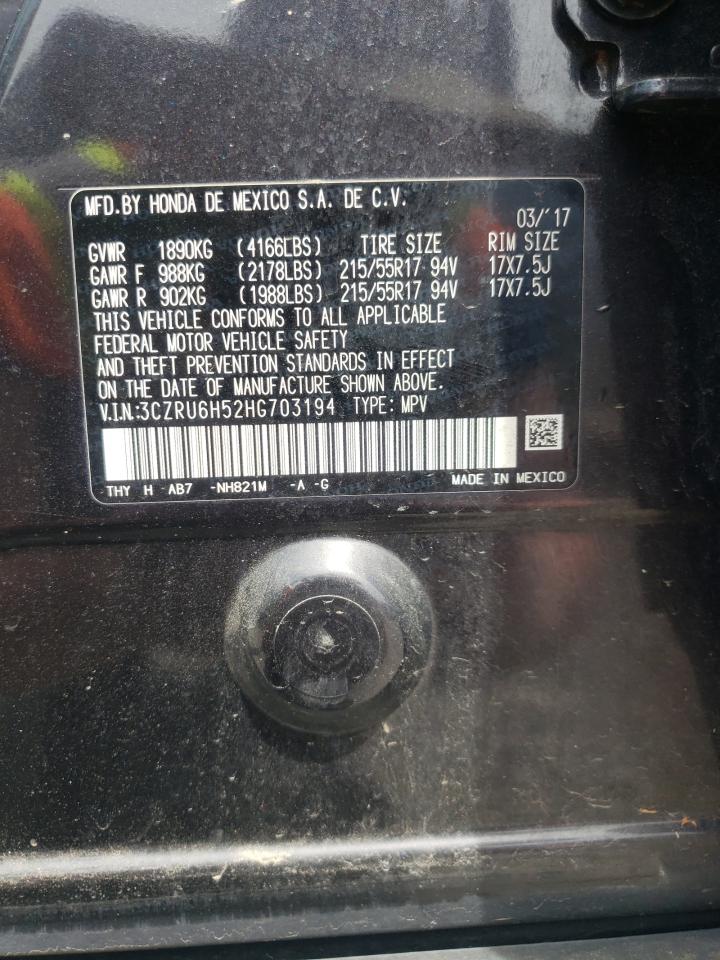 MFD.BY HONDA DE MEXICO S.A. DE C.V.
03/'17
GVWR 1890KG (4166LBS) TIRE SIZE RIM SIZE
GAWR F 988KG (2178LBS) 215/55R17 94V 17X7.5J
GAWR R 902KG (1988LBS) 215/55R17 94V 17X7.5J
THIS VEHICLE CONFORMS TO ALL APPLICABLE
FEDERAL MOTOR VEHICLE SAFETY
AND THEFT PREVENTION STANDARDS IN EFFECT
ON THE DATE OF MANUFACTURE SHOWN ABOVE.
V.I.N:3CZRU6H52HG703194 TYPE: MPV
THY H AB7 -NH821M -A -G MADE IN MEXICO